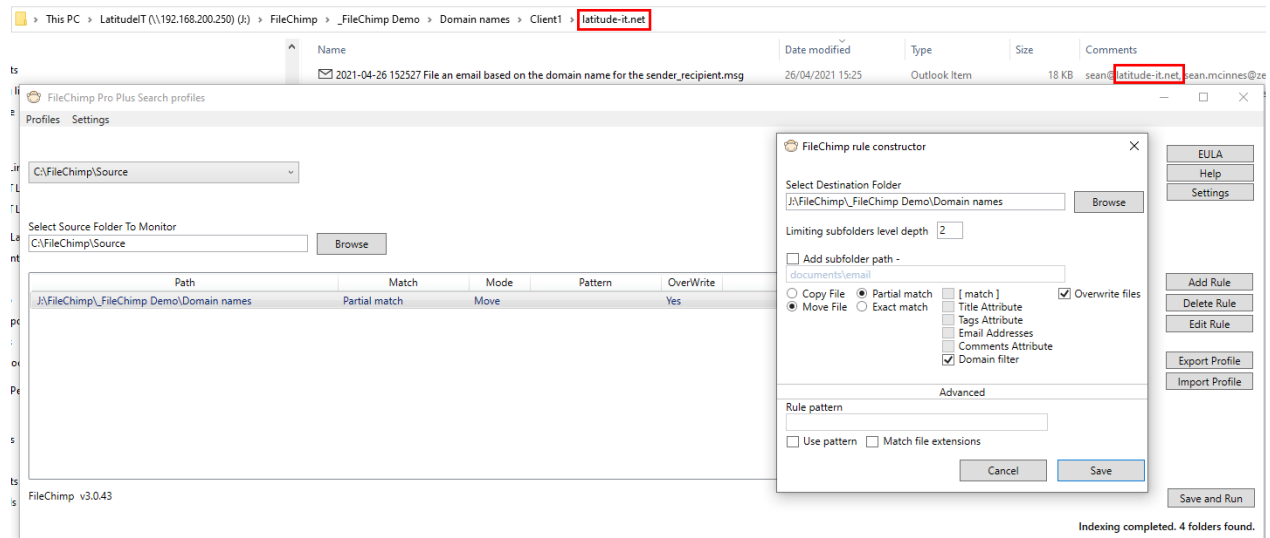 This PC > LatitudeIT (\\192.168.200.250) (J:) > FileChimp > _FileChimp Demo > Domain names > Client1 > latitude-it.net
Name Date modified Type Size Comments
2021-04-26 152527 File an email based on the domain name for the sender_recipient.msg 26/04/2021 15:25 Outlook Item 18 KB sean@latitude-it.net, sean.mcinnes@ze
FileChimp Pro Plus Search profiles
Profiles Settings
C:\FileChimp\Source
Select Source Folder To Monitor
C:\FileChimp\Source Browse
Path Match Mode Pattern OverWrite
J:\FileChimp\_FileChimp Demo\Domain names Partial match Move Yes
FileChimp v3.0.43
FileChimp rule constructor
Select Destination Folder
J:\FileChimp\_FileChimp Demo\Domain names Browse
Limiting subfolders level depth 2
Add subfolder path -
documents\email
Copy File Partial match [ match ] Overwrite files
Move File Exact match Title Attribute
Tags Attribute
Email Addresses
Comments Attribute
Domain filter
Advanced
Rule pattern
Use pattern Match file extensions
Cancel Save
EULA
Help
Settings
Add Rule
Delete Rule
Edit Rule
Export Profile
Import Profile
Save and Run
Indexing completed. 4 folders found.